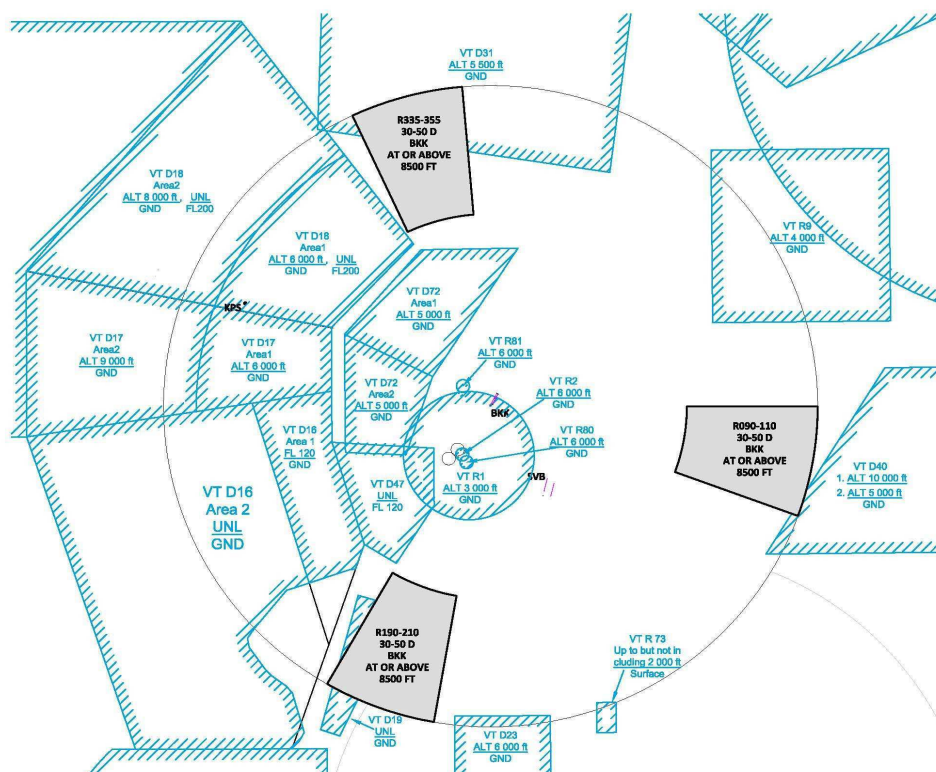 VT D31
ALT 5 500 ft
GND
R335-355
30-50 D
BKK
AT OR ABOVE
8500 FT
VT D18
Area2
ALT 8 000 ft , UNL
GND FL200
VT D18
Area1
ALT 6 000 ft , UNL
GND FL200
VT R9
ALT 4 000 ft
GND
KPS
VT D72
Area1
ALT 5 000 ft
GND
VT D17
Area2
ALT 9 000 ft
GND
VT D17
Area1
ALT 6 000 ft
GND
VT R81
ALT 6 000 ft
GND
VT D72
Area2
ALT 5 000 ft
GND
VT R2
ALT 6 000 ft
GND
BKK
VT R80
ALT 6 000 ft
GND
R090-110
30-50 D
BKK
AT OR ABOVE
8500 FT
VT D16
Area 1
FL 120
GND
VT D16
Area 2
UNL
GND
VT D47
UNL
FL 120
VT R1
ALT 3 000 ft
GND
SVB
VT D40
1. ALT 10 000 ft
2. ALT 5 000 ft
GND
R190-210
30-50 D
BKK
AT OR ABOVE
8500 FT
VT R 73
Up to but not in
cluding 2 000 ft
Surface
VT D19
UNL
GND
VT D23
ALT 6 000 ft
GND